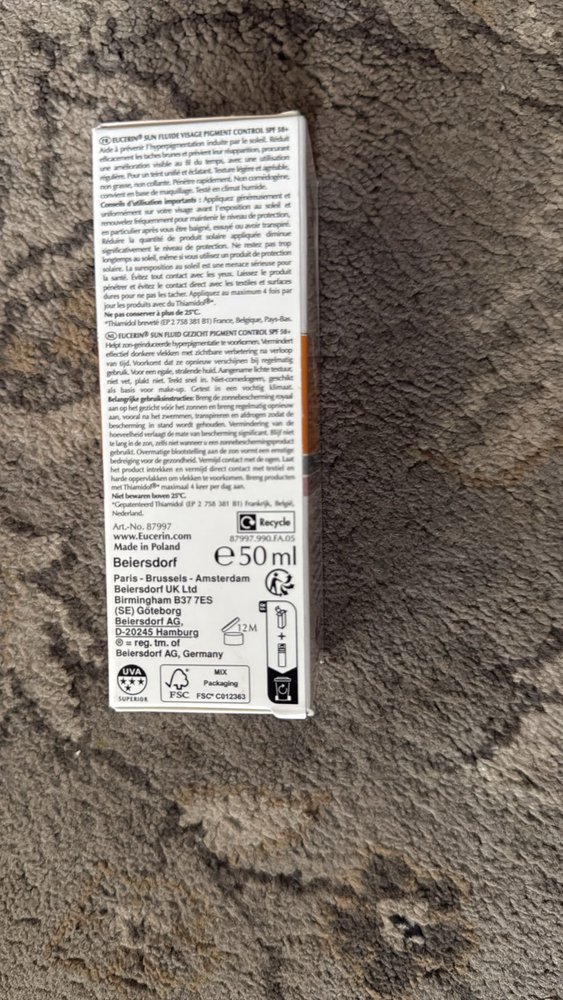 FR EUCERIN® SUN FLUIDE VISAGE PIGMENT CONTROL SPF 50+
Aide à prévenir l'hyperpigmentation induite par le soleil. Réduit
efficacement les taches brunes et prévient leur réapparition, procurant
une amélioration visible au fil du temps, avec une utilisation
régulière. Pour un teint unifié et éclatant. Texture légère et agréable,
non grasse, non collante. Pénètre rapidement. Non comédogène,
convient en base de maquillage. Testé en climat humide.
Conseils d'utilisation importants : Appliquez généreusement et
uniformément sur votre visage avant l'exposition au soleil et
renouvelez fréquemment pour maintenir le niveau de protection,
en particulier après vous être baigné, essuyé ou avoir transpiré.
Réduire la quantité de produit solaire appliquée diminue
significativement le niveau de protection. Ne restez pas trop
longtemps au soleil, même si vous utilisez un produit de protection
solaire. La surexposition au soleil est une menace sérieuse pour
la santé. Évitez tout contact avec les yeux. Laissez le produit
pénétrer et évitez le contact direct avec les textiles et surfaces
dures pour ne pas les tacher. Appliquez au maximum 4 fois par
jour les produits avec du Thiamidol®*.
Ne pas conserver à plus de 25°C.
*Thiamidol breveté (EP 2 758 381 B1) France, Belgique, Pays-Bas.
NL EUCERIN® SUN FLUID GEZICHT PIGMENT CONTROL SPF 50+
Helpt zon-geïnduceerde hyperpigmentatie te voorkomen. Vermindert
effectief donkere vlekken met zichtbare verbetering na verloop
van tijd. Voorkomt dat ze opnieuw verschijnen bij regelmatig
gebruik. Voor een egale, stralende huid. Aangename lichte textuur,
niet vet, plakt niet. Trekt snel in. Niet-comedogeen, geschikt
als basis voor make-up. Getest in een vochtig klimaat.
Belangrijke gebruiksinstructies: Breng de zonnebescherming royaal
aan op het gezicht vóór het zonnen en breng regelmatig opnieuw
aan, vooral na het zwemmen, transpireren en afdrogen zodat de
bescherming in stand wordt gehouden. Vermindering van de
hoeveelheid verlaagt de mate van bescherming significant. Blijf niet
te lang in de zon, zelfs niet wanneer u een zonnebeschermingsproduct
gebruikt. Overmatige blootstelling aan de zon vormt een ernstige
bedreiging voor de gezondheid. Vermijd contact met de ogen. Laat
het product intrekken en vermijd direct contact met textiel en
harde oppervlakken om vlekken te voorkomen. Breng producten
met Thiamidol®* maximaal 4 keer per dag aan.
Niet bewaren boven 25°C.
*Gepatenteerd Thiamidol (EP 2 758 381 B1) Frankrijk, België,
Nederland.
Art.-No. 87997
www.Eucerin.com
Made in Poland
Recycle
87997.990.FA.05
Beiersdorf
℮50 ml
Paris - Brussels - Amsterdam
Beiersdorf UK Ltd
Birmingham B37 7ES
(SE) Göteborg
Beiersdorf AG,
D-20245 Hamburg
® = reg. tm. of
Beiersdorf AG, Germany
12M
FR
+
UVA
SUPERIOR
FSC
MIX
Packaging
FSC® C012363